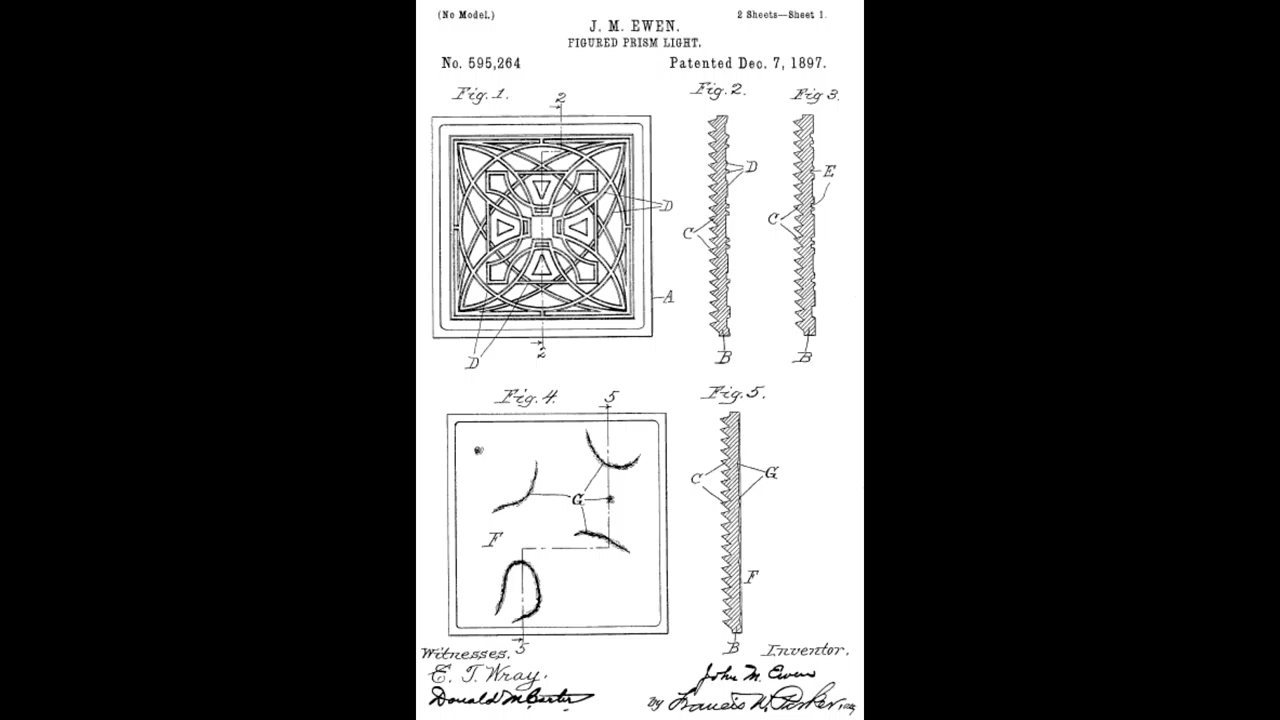 (No Model.)
2 Sheets—Sheet 1.
J. M. EWEN.
FIGURED PRISM LIGHT.
No. 595,264
Patented Dec. 7, 1897.
Fig. 1.
Fig. 2.
Fig 3.
2
D
E
D
C
C
A
2
D
B
B
Fig. 4.
5
Fig. 5.
G
C
G
F
F
5
B
Witnesses.
Inventor.
E. T. Wray.
John M. Ewen
Donald M. Carter
by Francis W. Parker